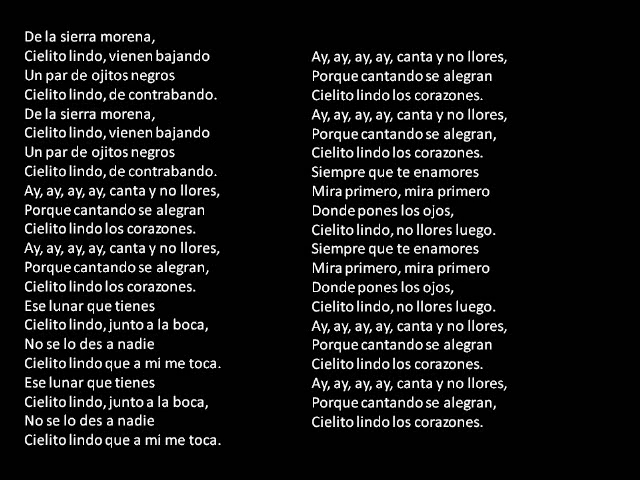 De la sierra morena,
Cielito lindo, vienen bajando
Un par de ojitos negros
Cielito lindo, de contrabando.
De la sierra morena,
Cielito lindo, vienen bajando
Un par de ojitos negros
Cielito lindo, de contrabando.
Ay, ay, ay, ay, canta y no llores,
Porque cantando se alegran
Cielito lindo los corazones.
Ay, ay, ay, ay, canta y no llores,
Porque cantando se alegran,
Cielito lindo los corazones.
Ese lunar que tienes
Cielito lindo, junto a la boca,
No se lo des a nadie
Cielito lindo que a mi me toca.
Ese lunar que tienes
Cielito lindo, junto a la boca,
No se lo des a nadie
Cielito lindo que a mi me toca.
Ay, ay, ay, ay, canta y no llores,
Porque cantando se alegran
Cielito lindo los corazones.
Ay, ay, ay, ay, canta y no llores,
Porque cantando se alegran,
Cielito lindo los corazones.
Siempre que te enamores
Mira primero, mira primero
Donde pones los ojos,
Cielito lindo, no llores luego.
Siempre que te enamores
Mira primero, mira primero
Donde pones los ojos,
Cielito lindo, no llores luego.
Ay, ay, ay, ay, canta y no llores,
Porque cantando se alegran
Cielito lindo los corazones.
Ay, ay, ay, ay, canta y no llores,
Porque cantando se alegran,
Cielito lindo los corazones.